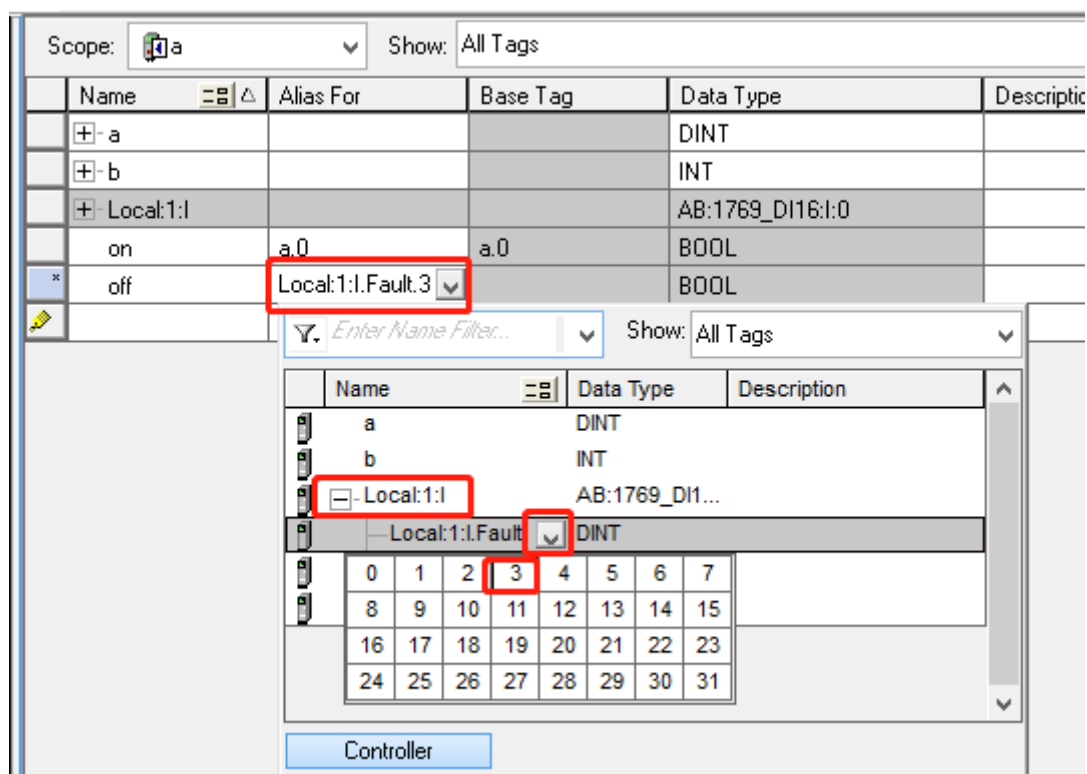 Scope: a Show: All Tags
Name Alias For Base Tag Data Type Descriptio
a DINT
b INT
Local:1:I AB:1769_DI16:I:0
on a.0 a.0 BOOL
off Local:1:I.Fault.3 BOOL
Enter Name Filter... Show: All Tags
Name Data Type Description
a DINT
b INT
Local:1:I AB:1769_DI1...
Local:1:I.Fault DINT
0 1 2 3 4 5 6 7
8 9 10 11 12 13 14 15
16 17 18 19 20 21 22 23
24 25 26 27 28 29 30 31
Controller